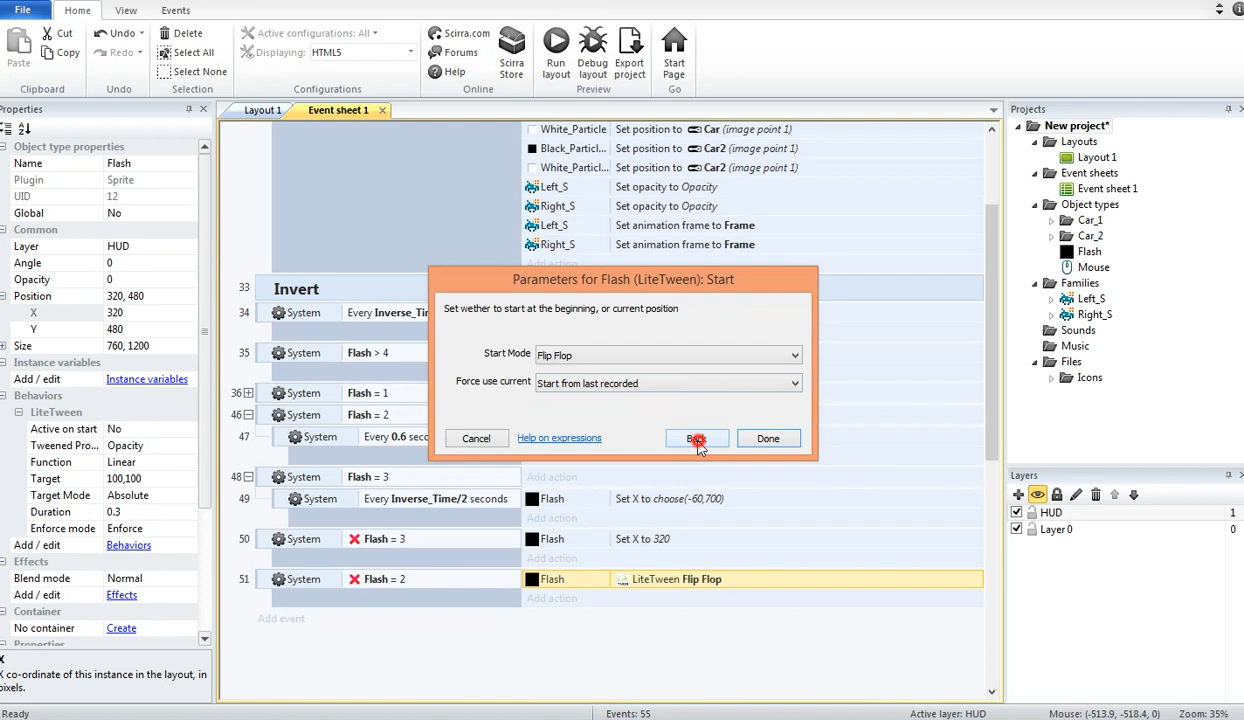 File Home View Events
Paste Cut Copy Clipboard
Undo Redo Undo
Delete Select All Select None Selection
Active configurations: All
Displaying: HTML5
Configurations
Scirra.com Forums Help Scirra Store Online
Run layout Debug layout Export project Preview
Start Page Go
Properties
Object type properties
Name Flash
Plugin Sprite
UID 12
Global No
Common
Layer HUD
Angle 0
Opacity 0
Position 320, 480
X 320
Y 480
Size 760, 1200
Instance variables
Add / edit Instance variables
Behaviors
LiteTween
Active on start No
Tweened Pro... Opacity
Function Linear
Target 100,100
Target Mode Absolute
Duration 0.3
Enforce mode Enforce
Add / edit Behaviors
Effects
Blend mode Normal
Add / edit Effects
Container
No container Create
Properties
X
X co-ordinate of this instance in the layout, in
pixels.
Layout 1 Event sheet 1
White_Particle Set position to Car (image point 1)
Black_Particl... Set position to Car2 (image point 1)
White_Particl... Set position to Car2 (image point 1)
Left_S Set opacity to Opacity
Right_S Set opacity to Opacity
Left_S Set animation frame to Frame
Right_S Set animation frame to Frame
Add action
33 Invert
34 System Every Inverse_Tir
35 System Flash > 4
36 System Flash = 1
46 System Flash = 2
47 System Every 0.6 seco
48 System Flash = 3 Add action
49 System Every Inverse_Time/2 seconds Flash Set X to choose(-60,700)
Add action
50 System Flash = 3 Flash Set X to 320
Add action
51 System Flash = 2 Flash LiteTween Flip Flop
Add action
Add event
Parameters for Flash (LiteTween): Start
Set wether to start at the beginning, or current position
Start Mode Flip Flop
Force use current Start from last recorded
Cancel Help on expressions Back Done
Projects
New project*
Layouts
Layout 1
Event sheets
Event sheet 1
Object types
Car_1
Car_2
Flash
Mouse
Families
Left_S
Right_S
Sounds
Music
Files
Icons
Layers
HUD 1
Layer 0 0
Ready Events: 55 Active layer: HUD Mouse: (-513.9, -518.4, 0) Zoom: 35%